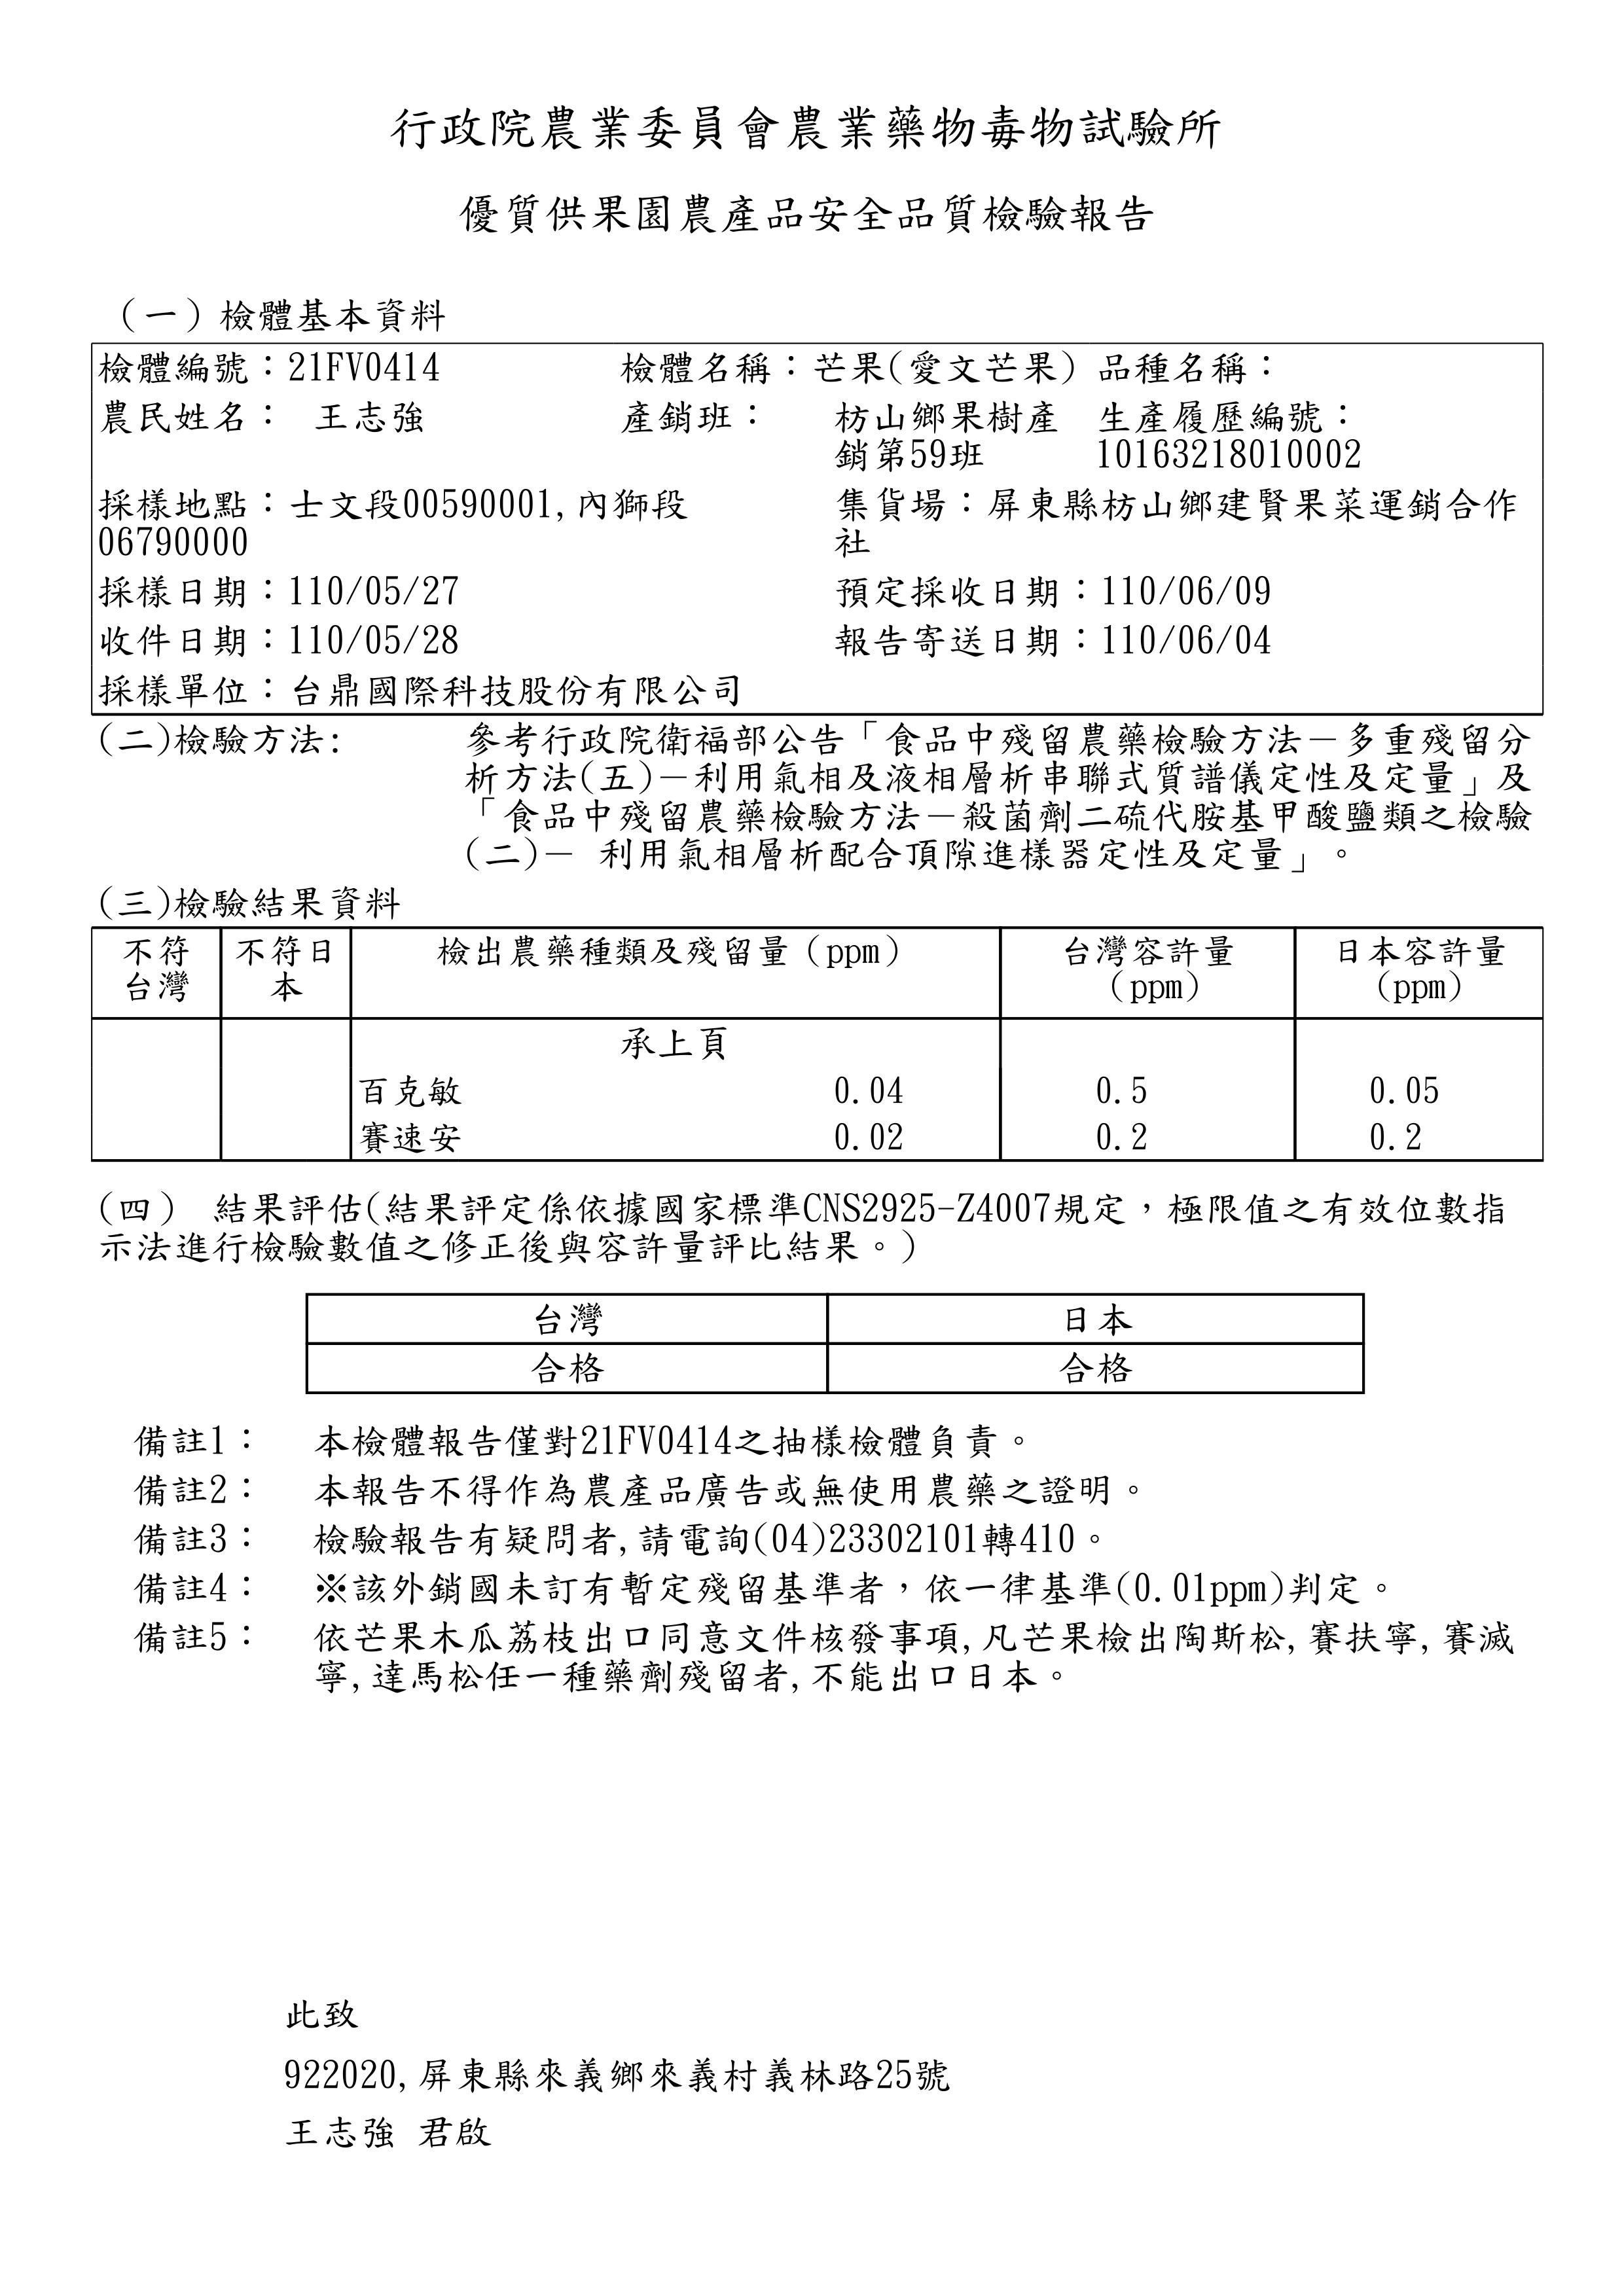 行政院農業委員會農業藥物毒物試驗所
優質供果園農產品安全品質檢驗報告
（一）檢體基本資料
檢體編號：21FV0414 檢體名稱：芒果(愛文芒果) 品種名稱：
農民姓名： 王志強 產銷班： 枋山鄉果樹產 生產履歷編號：
銷第59班 10163218010002
採樣地點：士文段00590001,內獅段 集貨場：屏東縣枋山鄉建賢果菜運銷合作
06790000 社
採樣日期：110/05/27 預定採收日期：110/06/09
收件日期：110/05/28 報告寄送日期：110/06/04
採樣單位：台鼎國際科技股份有限公司
(二)檢驗方法: 參考行政院衛福部公告「食品中殘留農藥檢驗方法－多重殘留分
析方法(五)－利用氣相及液相層析串聯式質譜儀定性及定量」及
「食品中殘留農藥檢驗方法－殺菌劑二硫代胺基甲酸鹽類之檢驗
(二)－ 利用氣相層析配合頂隙進樣器定性及定量」。
(三)檢驗結果資料
不符 不符日 檢出農藥種類及殘留量（ppm） 台灣容許量 日本容許量
台灣 本 （ppm） （ppm）
承上頁
百克敏 0.04 0.5 0.05
賽速安 0.02 0.2 0.2
(四） 結果評估(結果評定係依據國家標準CNS2925-Z4007規定，極限值之有效位數指
示法進行檢驗數值之修正後與容許量評比結果。)
台灣 日本
合格 合格
備註1： 本檢體報告僅對21FV0414之抽樣檢體負責。
備註2： 本報告不得作為農產品廣告或無使用農藥之證明。
備註3： 檢驗報告有疑問者,請電詢(04)23302101轉410。
備註4： ※該外銷國未訂有暫定殘留基準者，依一律基準(0.01ppm)判定。
備註5： 依芒果木瓜荔枝出口同意文件核發事項,凡芒果檢出陶斯松,賽扶寧,賽滅
寧,達馬松任一種藥劑殘留者,不能出口日本。
此致
922020,屏東縣來義鄉來義村義林路25號
王志強 君啟